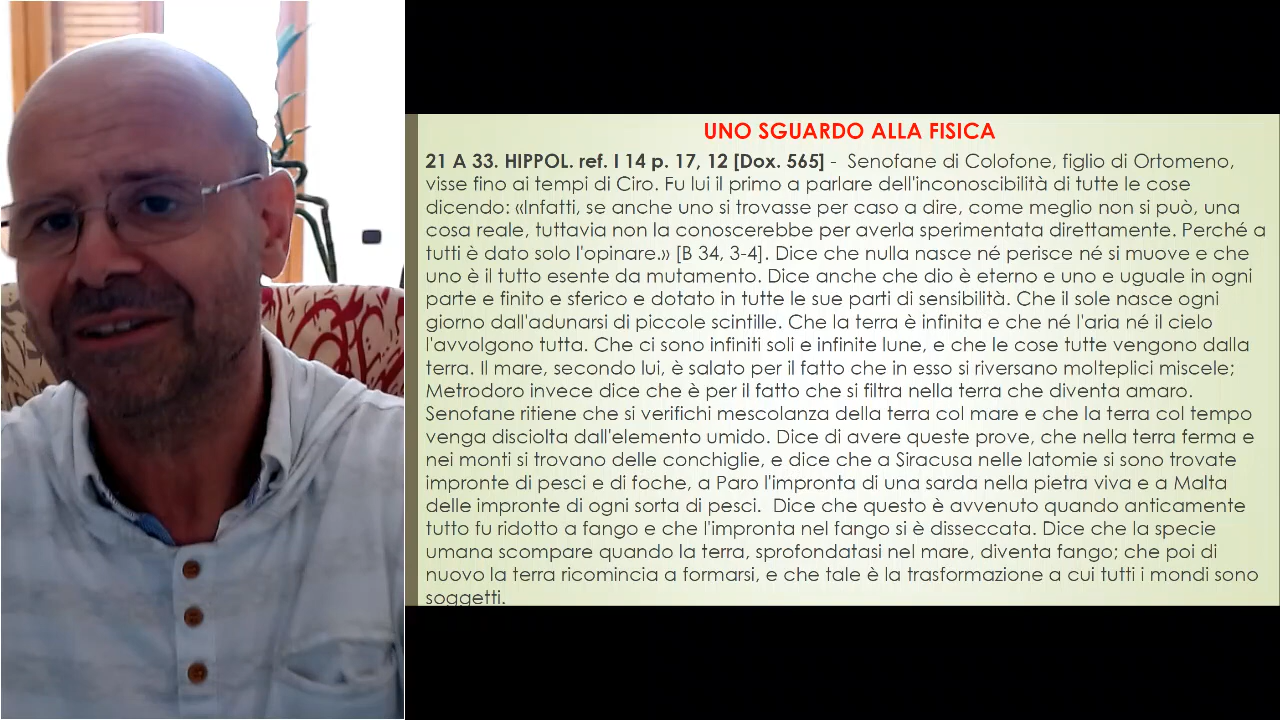 UNO SGUARDO ALLA FISICA
21 A 33. HIPPOL. ref. I 14 p. 17, 12 [Dox. 565] - Senofane di Colofone, figlio di Ortomeno,
visse fino ai tempi di Ciro. Fu lui il primo a parlare dell'inconoscibilità di tutte le cose
dicendo: «Infatti, se anche uno si trovasse per caso a dire, come meglio non si può, una
cosa reale, tuttavia non la conoscerebbe per averla sperimentata direttamente. Perché a
tutti è dato solo l'opinare.» [B 34, 3-4]. Dice che nulla nasce né perisce né si muove e che
uno è il tutto esente da mutamento. Dice anche che dio è eterno e uno e uguale in ogni
parte e finito e sferico e dotato in tutte le sue parti di sensibilità. Che il sole nasce ogni
giorno dall'adunarsi di piccole scintille. Che la terra è infinita e che né l'aria né il cielo
l'avvolgono tutta. Che ci sono infiniti soli e infinite lune, e che le cose tutte vengono dalla
terra. Il mare, secondo lui, è salato per il fatto che in esso si riversano molteplici miscele;
Metrodoro invece dice che è per il fatto che si filtra nella terra che diventa amaro.
Senofane ritiene che si verifichi mescolanza della terra col mare e che la terra col tempo
venga disciolta dall'elemento umido. Dice di avere queste prove, che nella terra ferma e
nei monti si trovano delle conchiglie, e dice che a Siracusa nelle latomie si sono trovate
impronte di pesci e di foche, a Paro l'impronta di una sarda nella pietra viva e a Malta
delle impronte di ogni sorta di pesci. Dice che questo è avvenuto quando anticamente
tutto fu ridotto a fango e che l'impronta nel fango si è disseccata. Dice che la specie
umana scompare quando la terra, sprofondatasi nel mare, diventa fango; che poi di
nuovo la terra ricomincia a formarsi, e che tale è la trasformazione a cui tutti i mondi sono
soggetti.